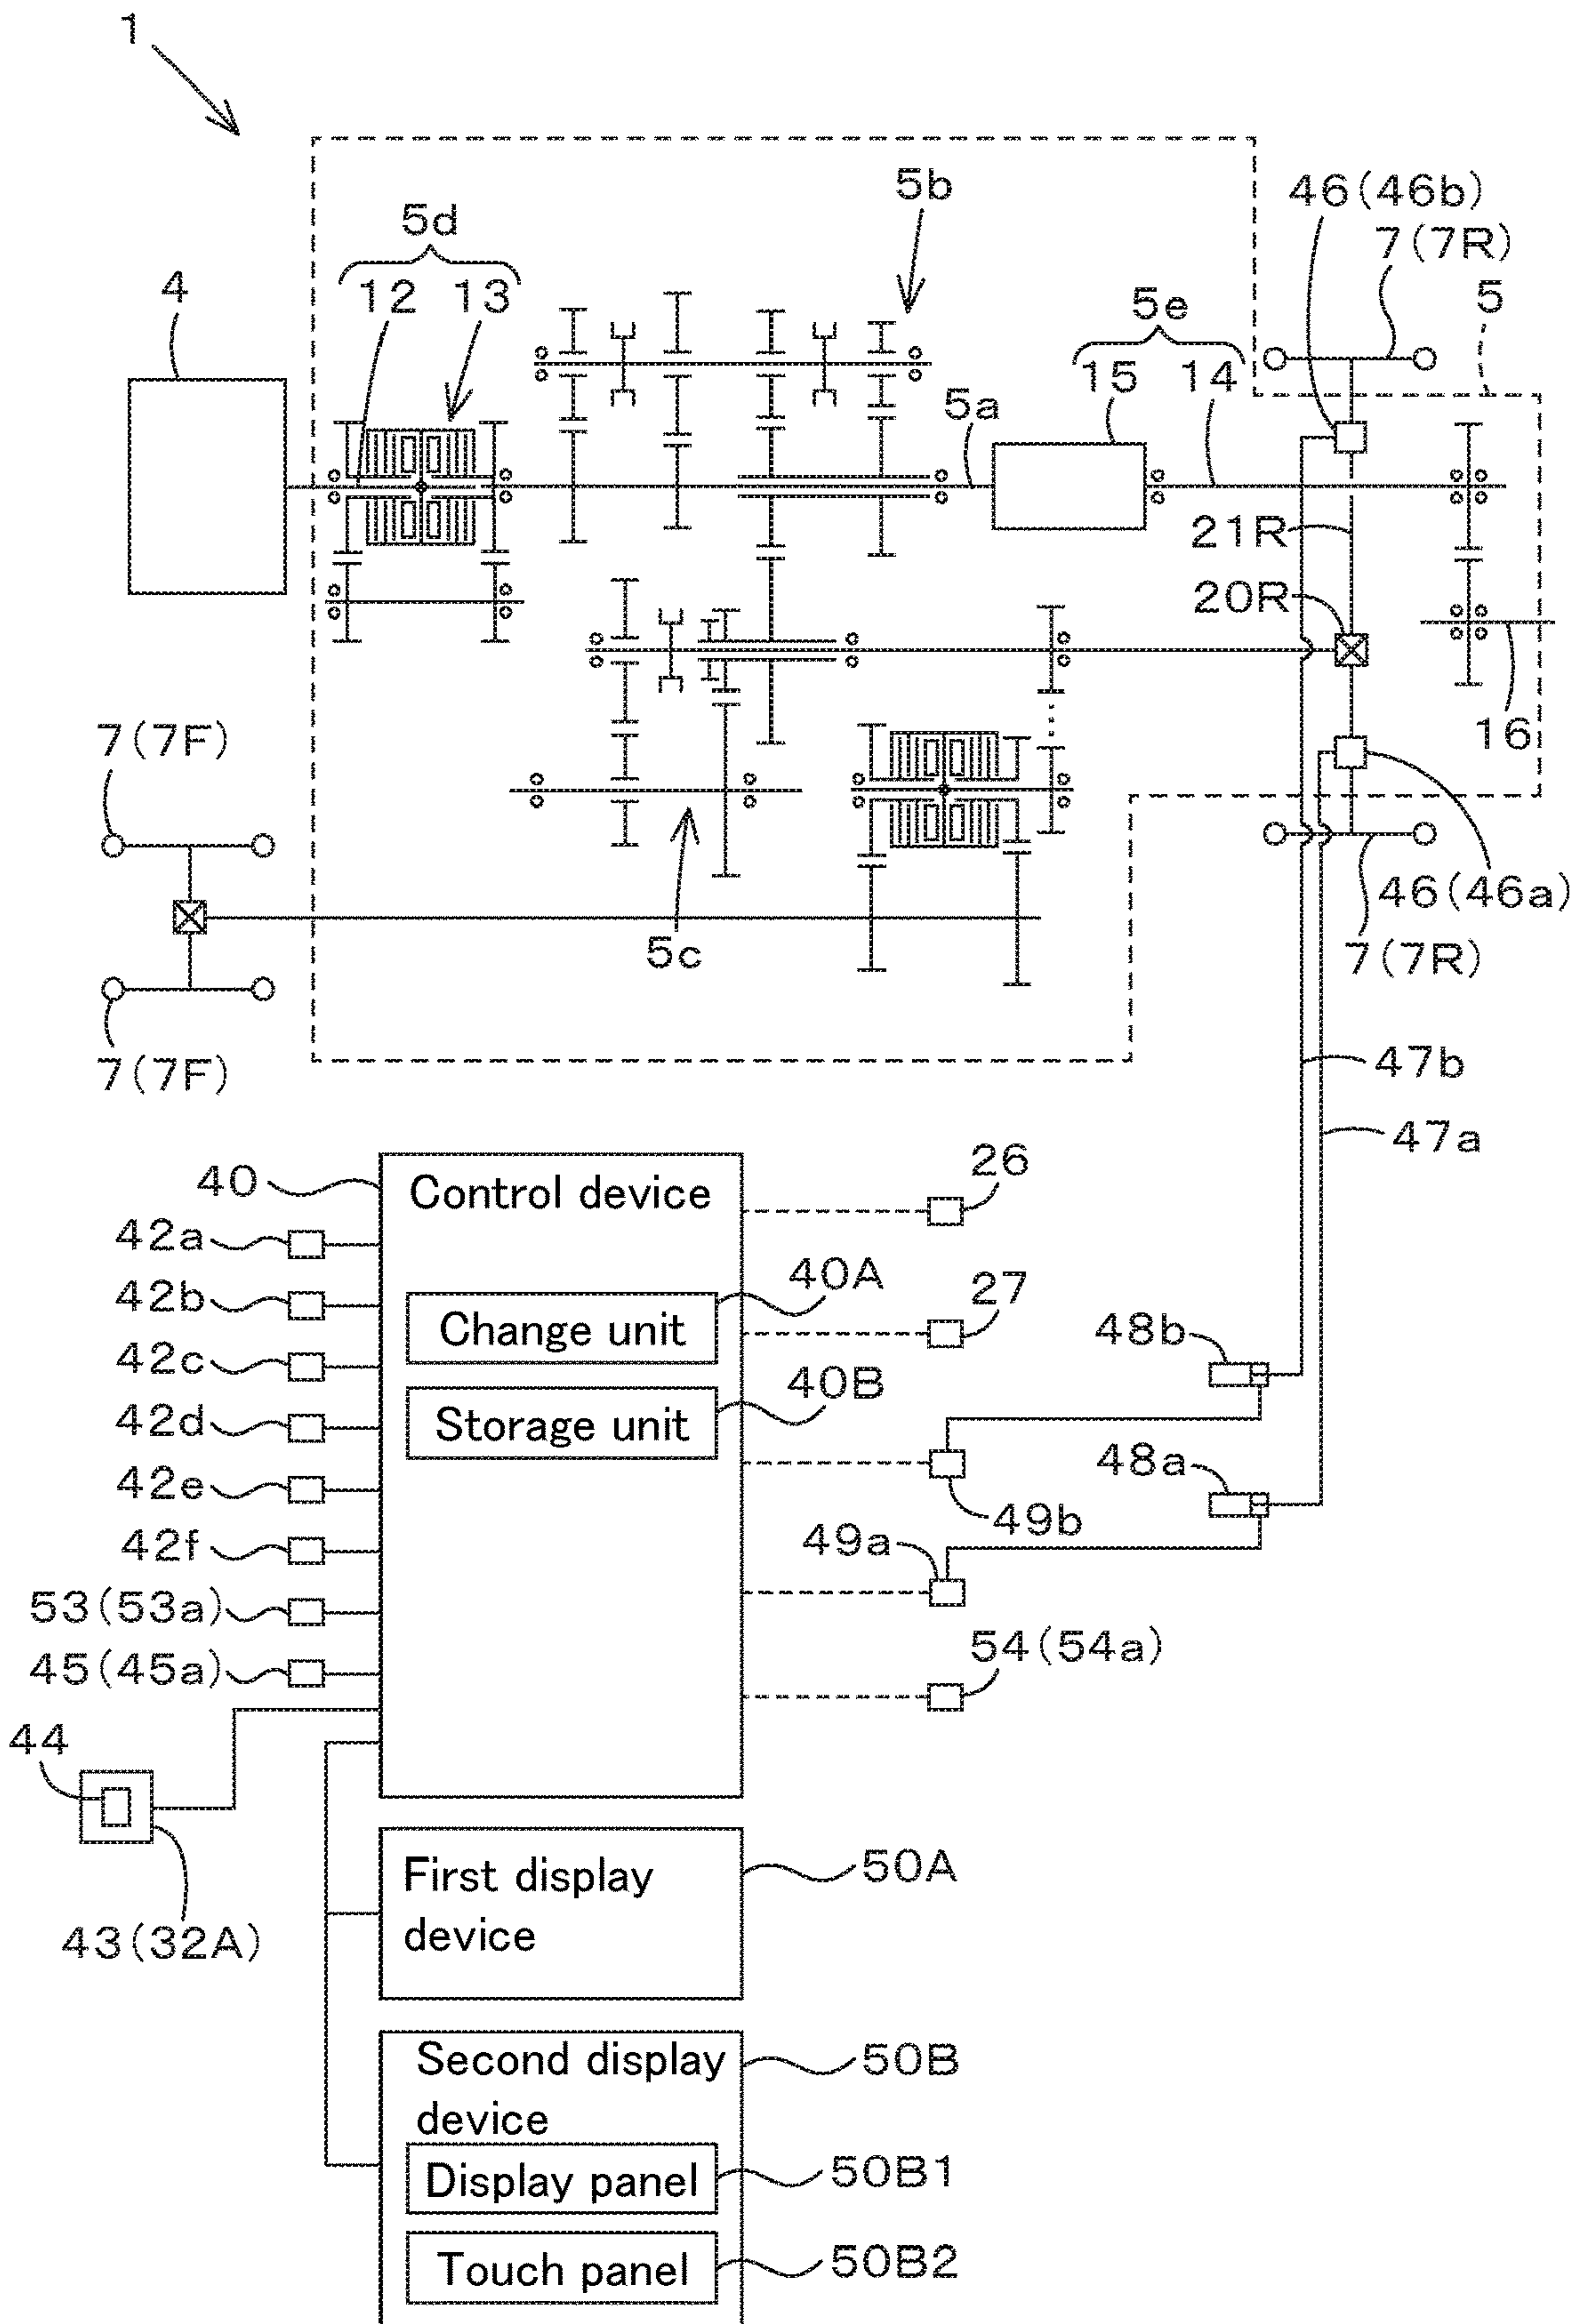 1
5b
46(46b)
5d
7(7R)
4
12
13
5e
5
15
14
5a
21R
20R
16
7(7F)
46(46a)
5c
7(7R)
7(7F)
47b
47a
40
Control device
26
42a
40A
27
42b
Change unit
48b
42c
40B
42d
Storage unit
48a
42e
49b
42f
49a
53(53a)
54(54a)
45(45a)
44
First display
device
50A
43(32A)
Second display
device
50B
Display panel
50B1
Touch panel
50B2